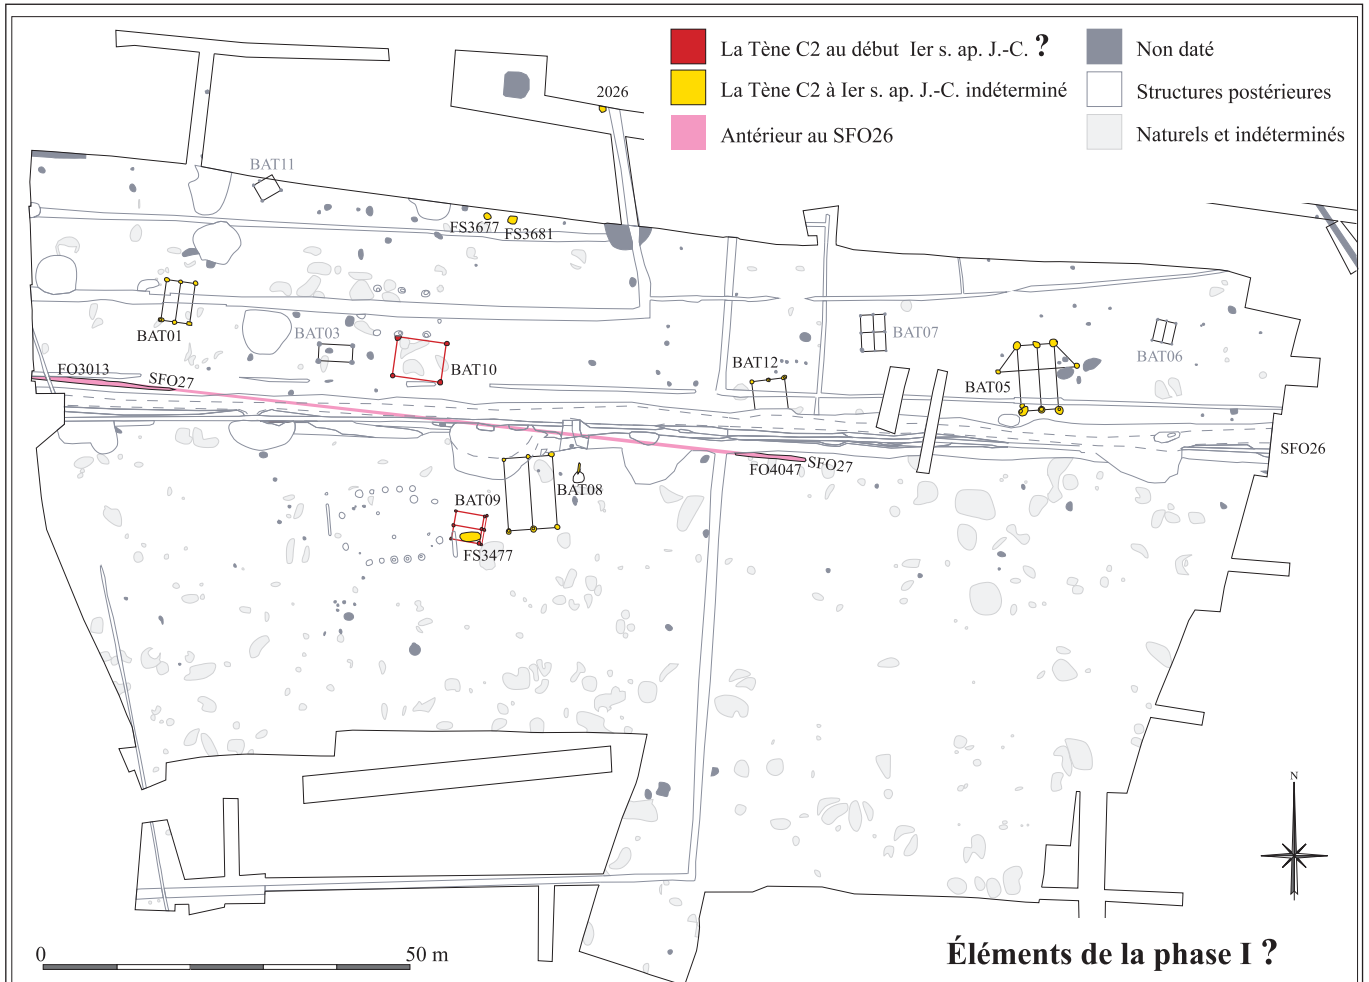 La Tène C2 au début Ier s. ap. J.-C. ?
La Tène C2 à Ier s. ap. J.-C. indéterminé
Antérieur au SFO26
Non daté
Structures postérieures
Naturels et indéterminés
2026
BAT11
FS3677
FS3681
BAT01
BAT03
BAT10
BAT12
BAT07
BAT05
BAT06
FO3013
SFO27
SFO26
FO4047
SFO27
BAT09
BAT08
FS3477
N
0
50 m
Éléments de la phase I ?